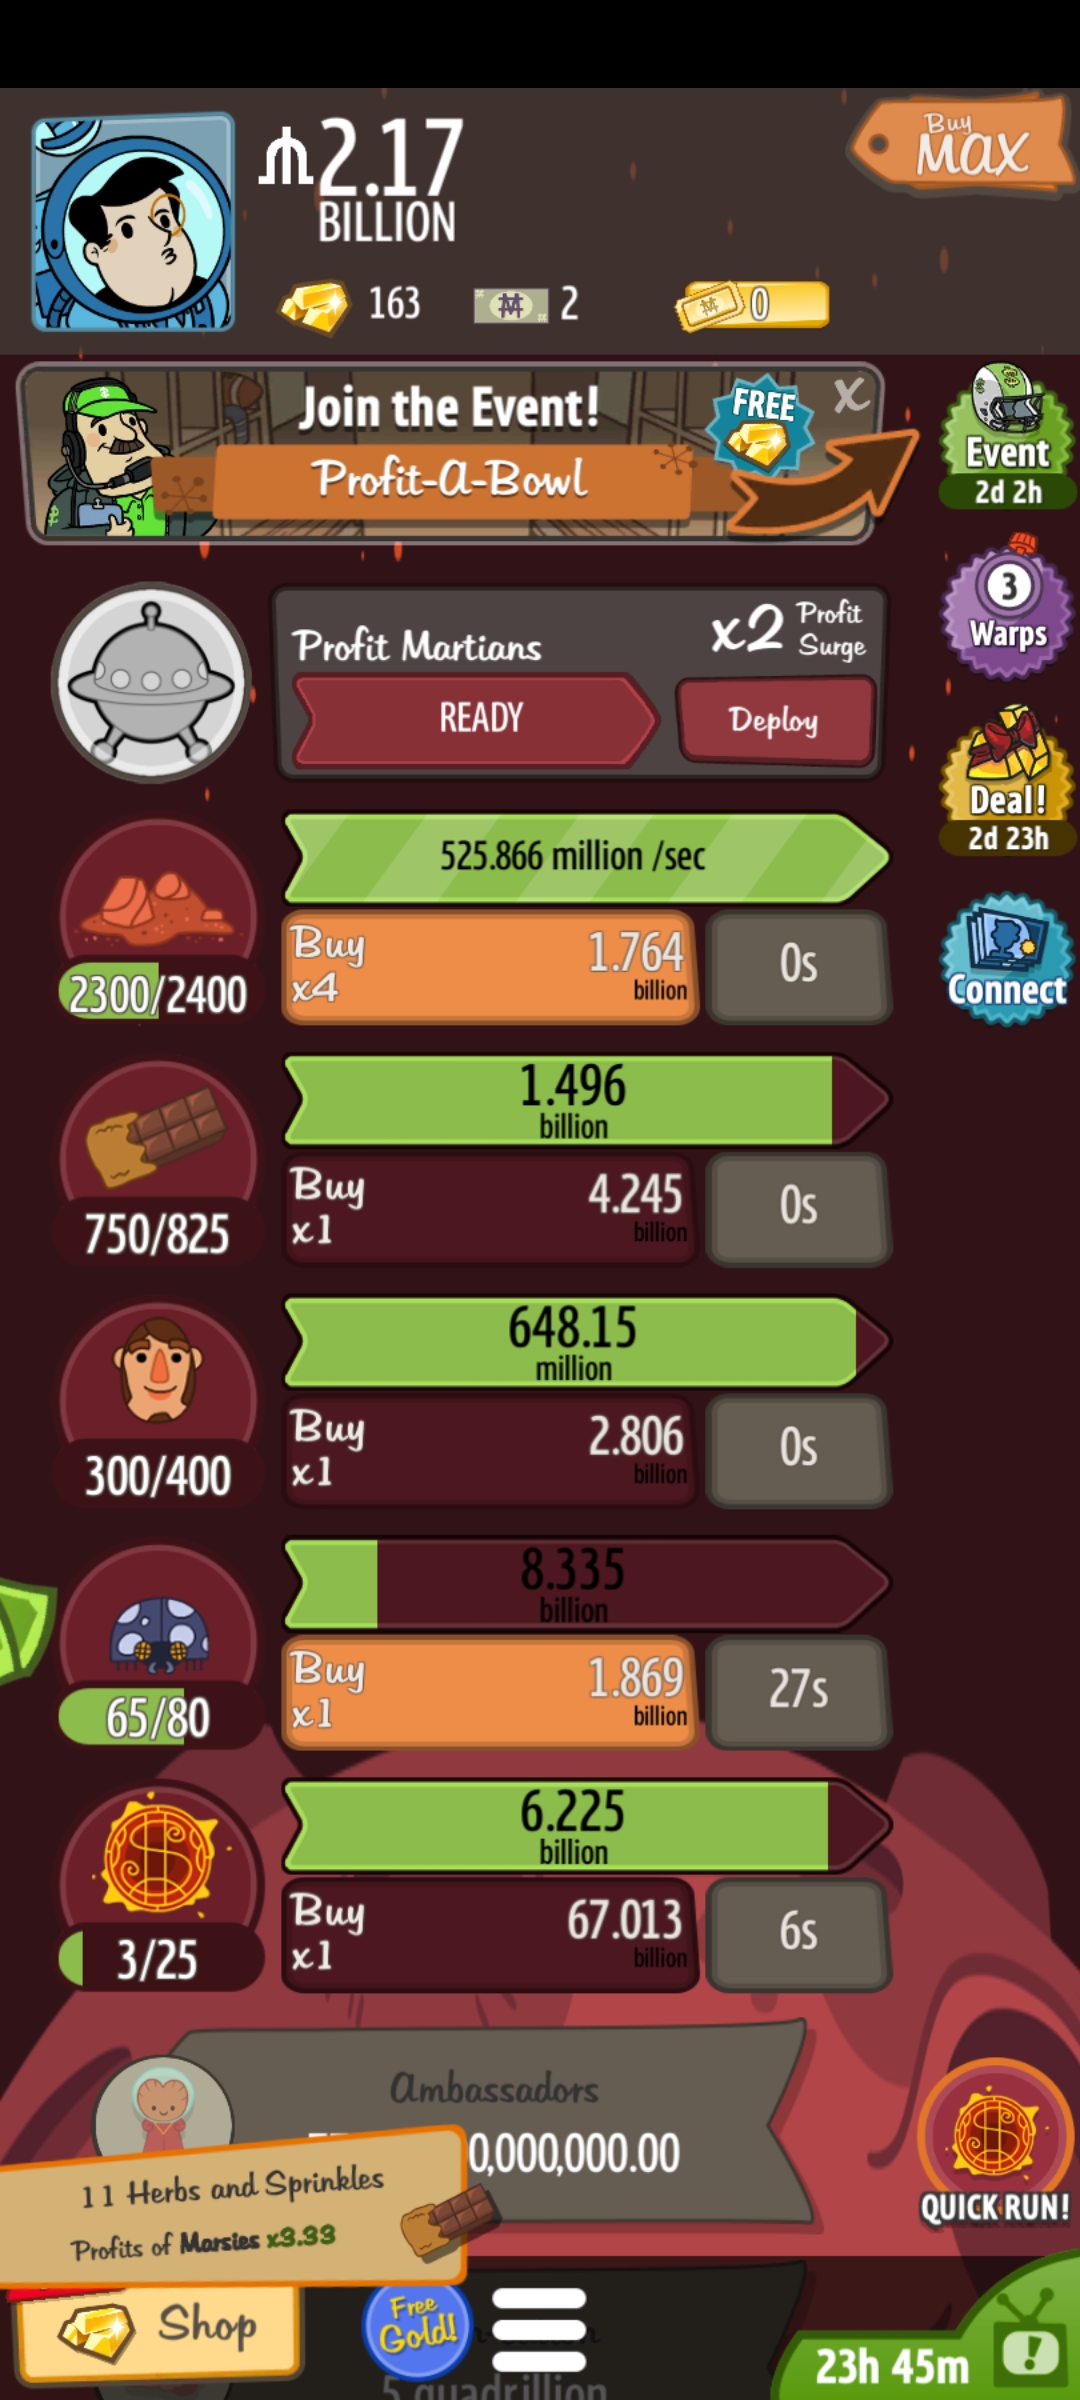 2.17
BILLION
Buy
MAX
163
2
0
Join the Event!
Profit-A-Bowl
FREE
X
Event
2d 2h
3
Warps
Profit Martians
x2 Profit
Surge
READY
Deploy
Deal!
2d 23h
525.866 million /sec
Buy
x4
1.764
billion
0s
2300/2400
Connect
1.496
billion
Buy
x1
4.245
billion
0s
750/825
648.15
million
Buy
x1
2.806
billion
0s
300/400
8.335
billion
Buy
x1
1.869
billion
27s
65/80
6.225
billion
Buy
x1
67.013
billion
6s
3/25
Ambassadors
0,000,000.00
11 Herbs and Sprinkles
Profits of Marsies x3.33
QUICK RUN!
Shop
Free
Gold!
23h 45m
5 quadrillion